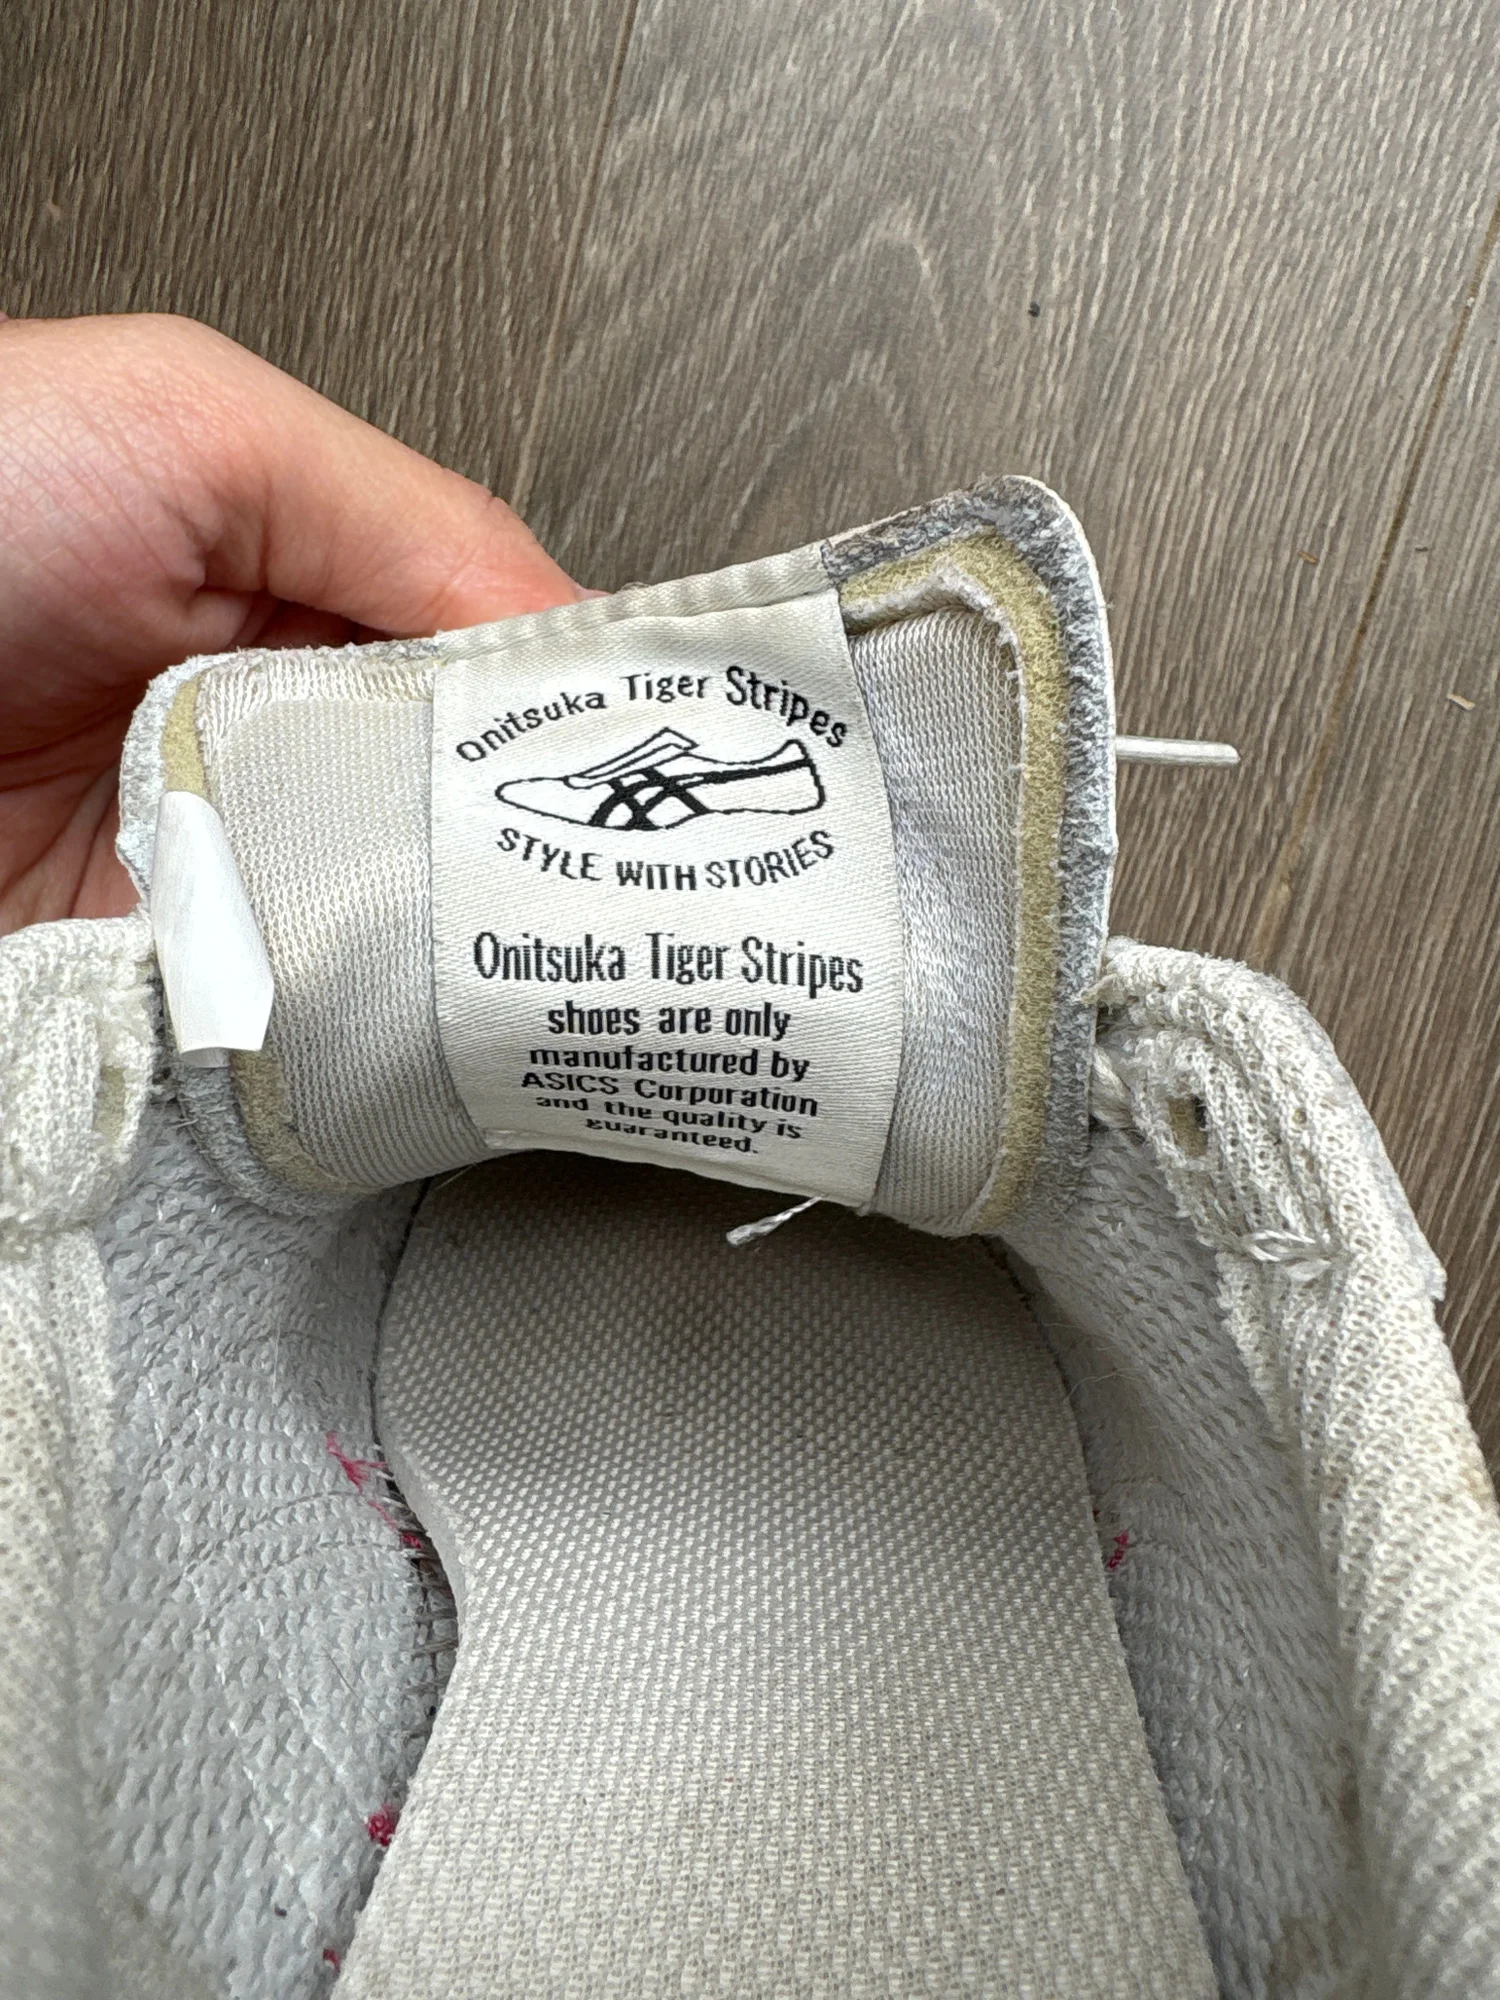 Onitsuka Tiger Stripes
STYLE WITH STORIES
Onitsuka Tiger Stripes
shoes are only
manufactured by
ASICS Corporation
and the quality is
guaranteed.